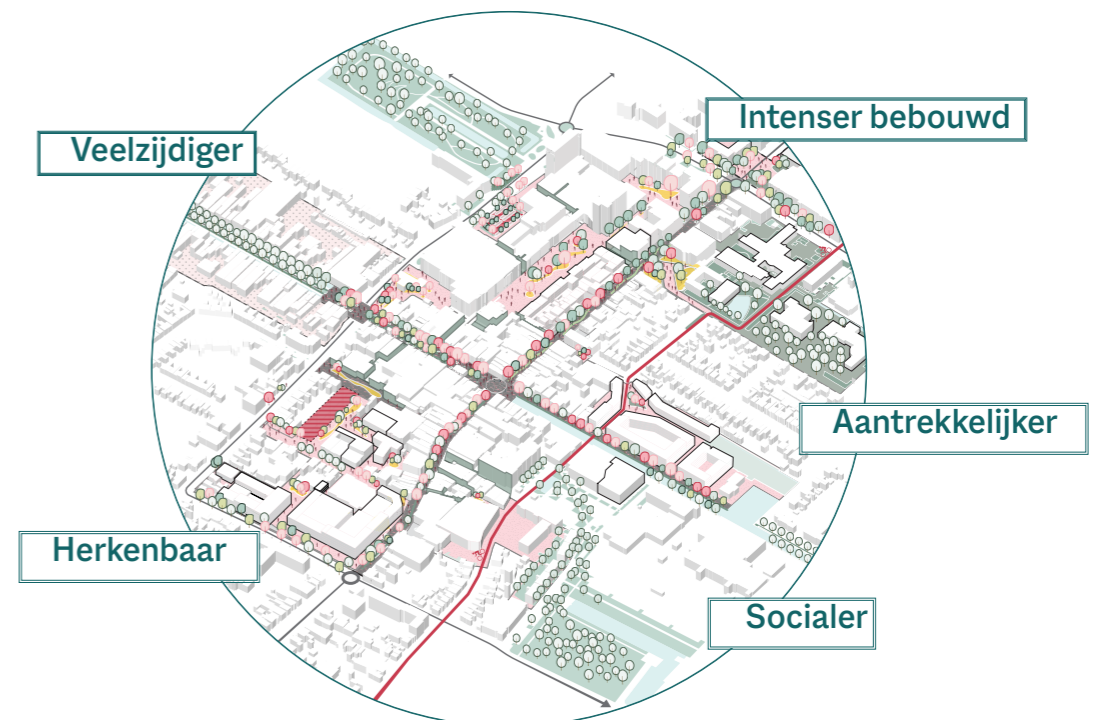 Intenser bebouwd
Veelzijdiger
Aantrekkelijker
Herkenbaar
Socialer